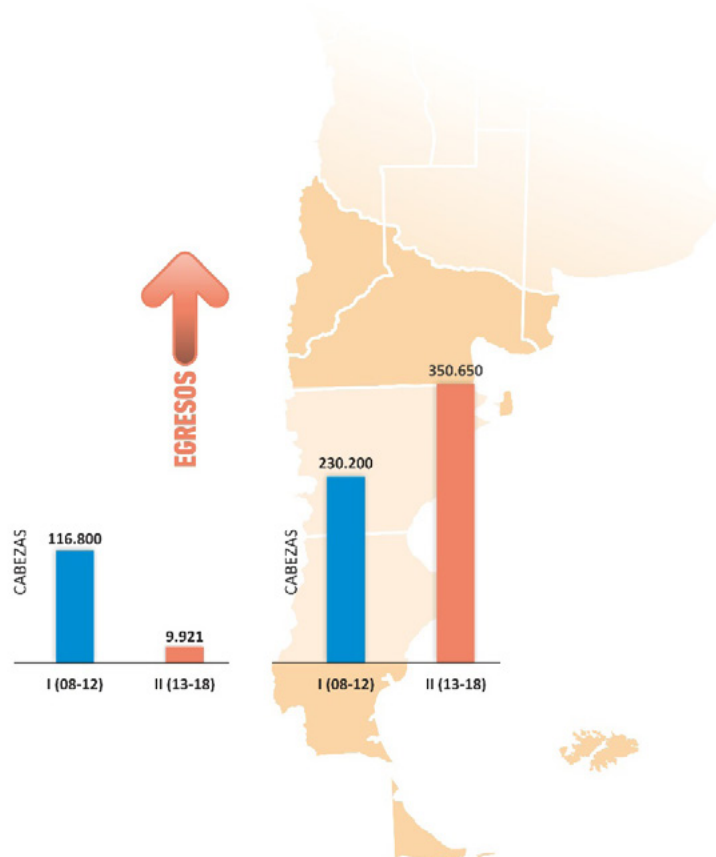 EGRESOS
CABEZAS
116.800
9.921
I (08-12)
II (13-18)
CABEZAS
230.200
350.650
I (08-12)
II (13-18)